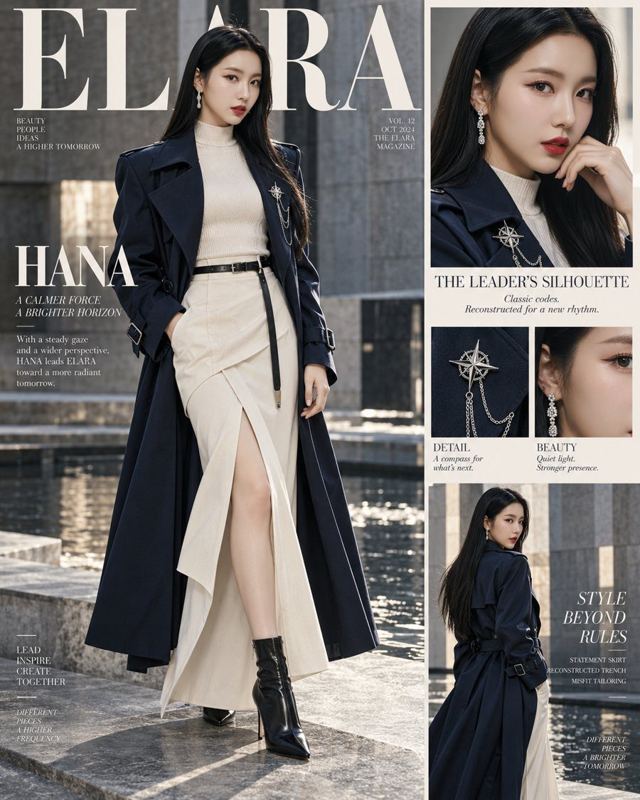 ELARA
BEAUTY
PEOPLE
IDEAS
A HIGHER TOMORROW
VOL. 12
OCT 2024
THE ELARA
MAGAZINE
HANA
A CALMER FORCE
A BRIGHTER HORIZON
With a steady gaze
and a wider perspective,
HANA leads ELARA
toward a more radiant
tomorrow.
LEAD
INSPIRE
CREATE
TOGETHER
DIFFERENT
PIECES
A HIGHER
FREQUENCY
THE LEADER'S SILHOUETTE
Classic codes.
Reconstructed for a new rhythm.
DETAIL
A compass for
what's next.
BEAUTY
Quiet light.
Stronger presence.
STYLE
BEYOND
RULES
STATEMENT SKIRT
RECONSTRUCTED TRENCH
MISFIT TAILORING
DIFFERENT
PIECES
A BRIGHTER
TOMORROW